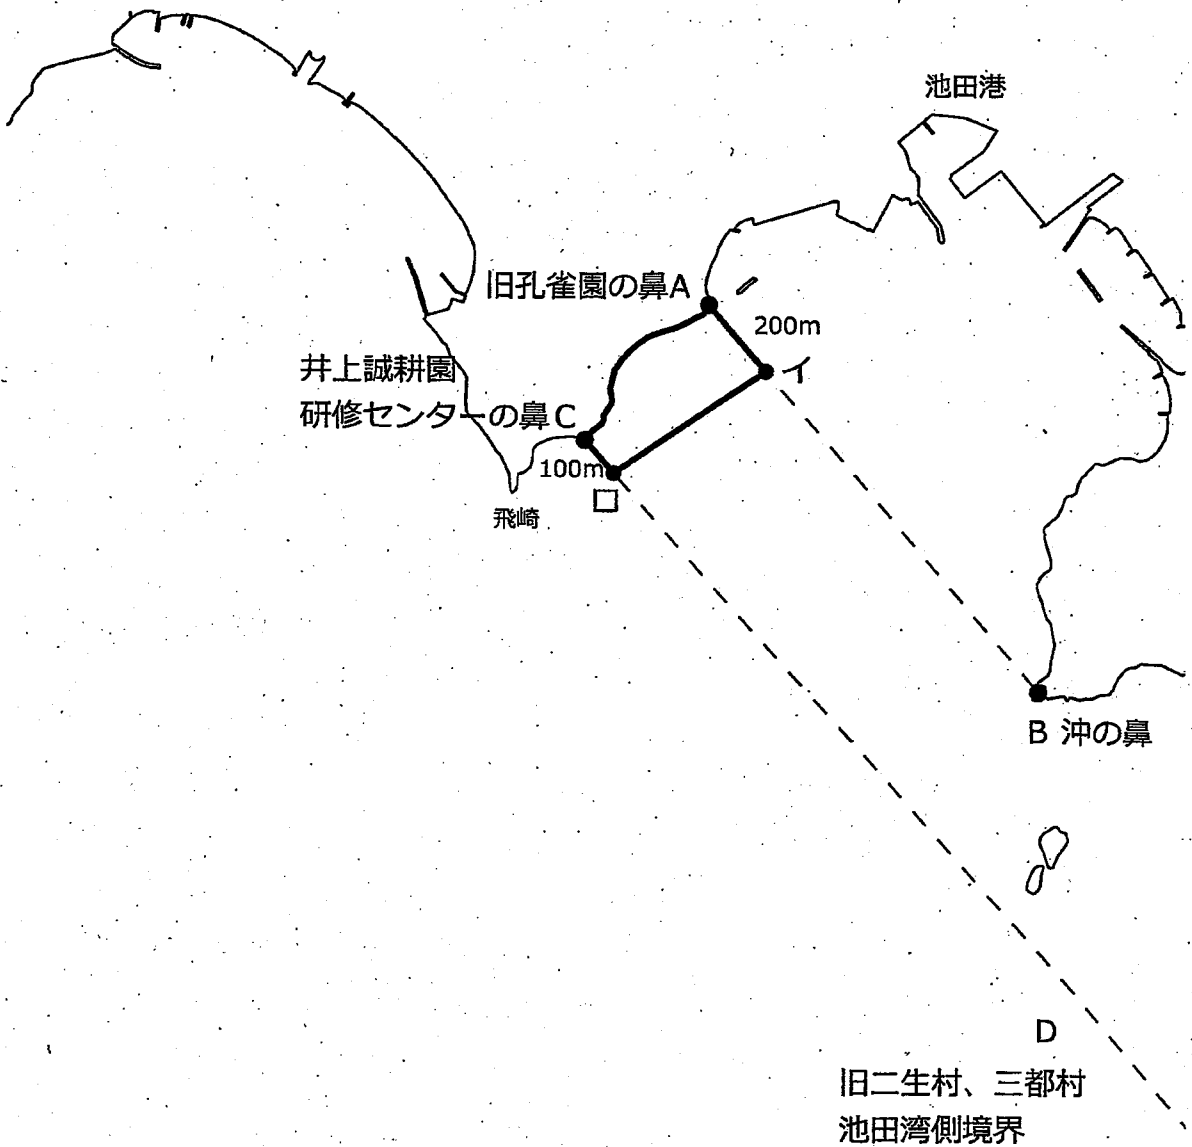 池田港
旧孔雀園の鼻A
200m
イ
井上誠耕園
研修センターの鼻C
100m
ロ
飛崎
B 沖の鼻
D
旧二生村、三都村
池田湾側境界